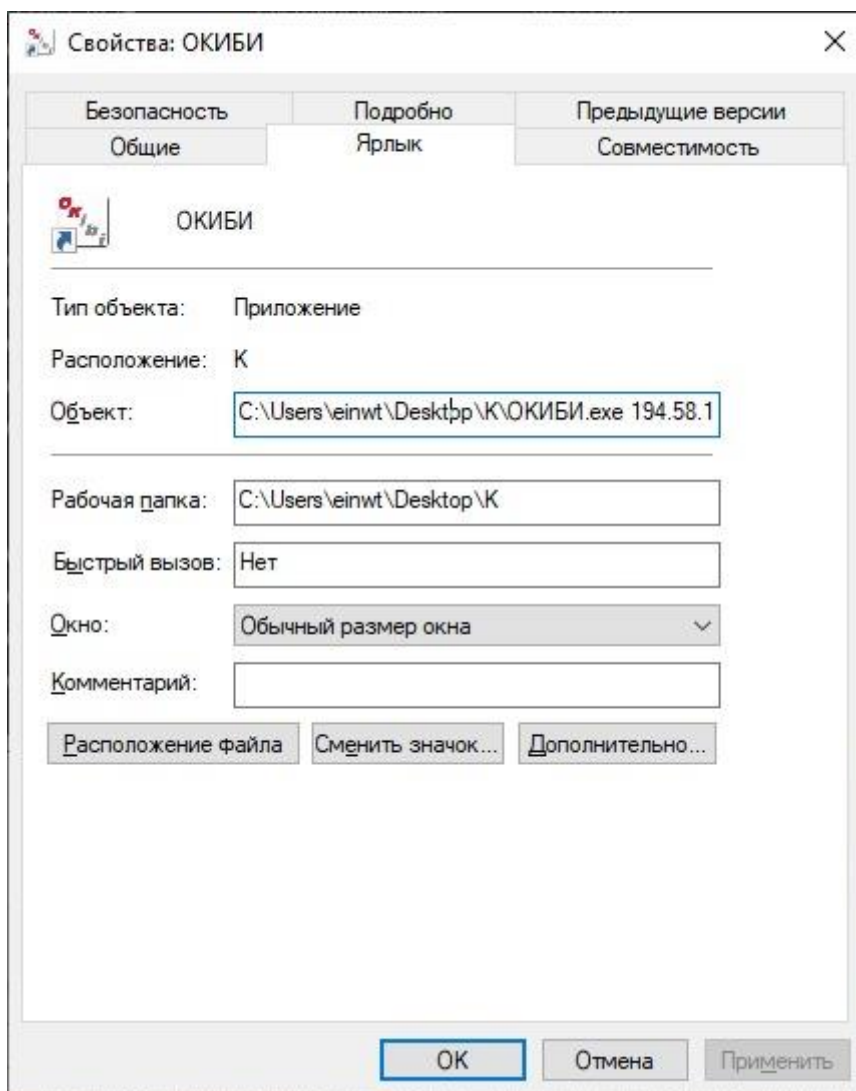 Свойства: ОКИБИ
Безопасность Подробно Предыдущие версии
Общие Ярлык Совместимость
ОКИБИ
Тип объекта: Приложение
Расположение: K
Объект: C:\Users\einwt\Desktop\K\ОКИБИ.exe 194.58.1
Рабочая папка: C:\Users\einwt\Desktop\K
Быстрый вызов: Нет
Окно: Обычный размер окна
Комментарий:
Расположение файла Сменить значок... Дополнительно...
ОК Отмена Применить